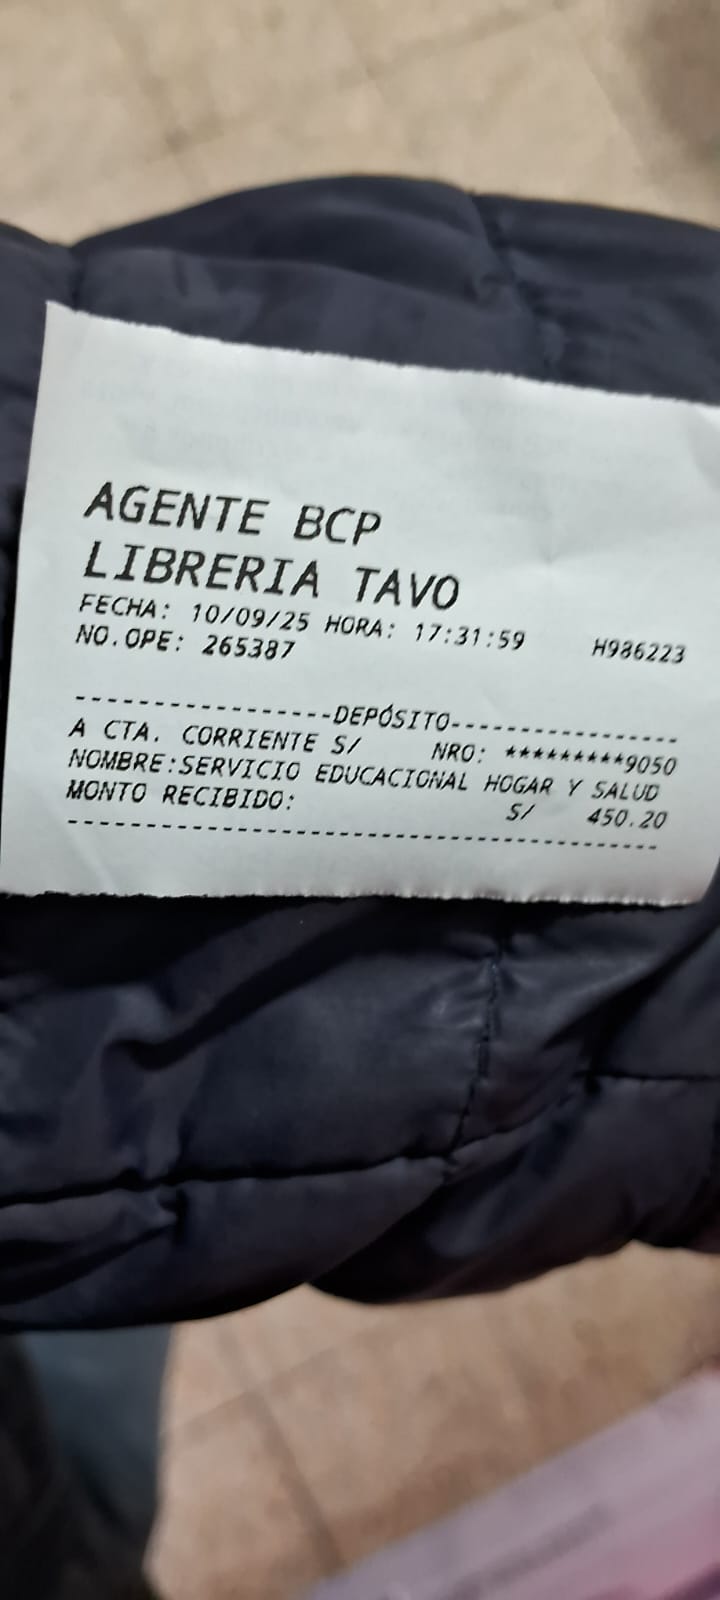 AGENTE BCP
LIBRERIA TAVO
FECHA: 10/09/25 HORA: 17:31:59 H986223
NO.OPE: 265387
-----------------DEPÓSITO-----------------
A CTA. CORRIENTE S/ NRO: *********9050
NOMBRE:SERVICIO EDUCACIONAL HOGAR Y SALUD
MONTO RECIBIDO: S/ 450.20
------------------------------------------